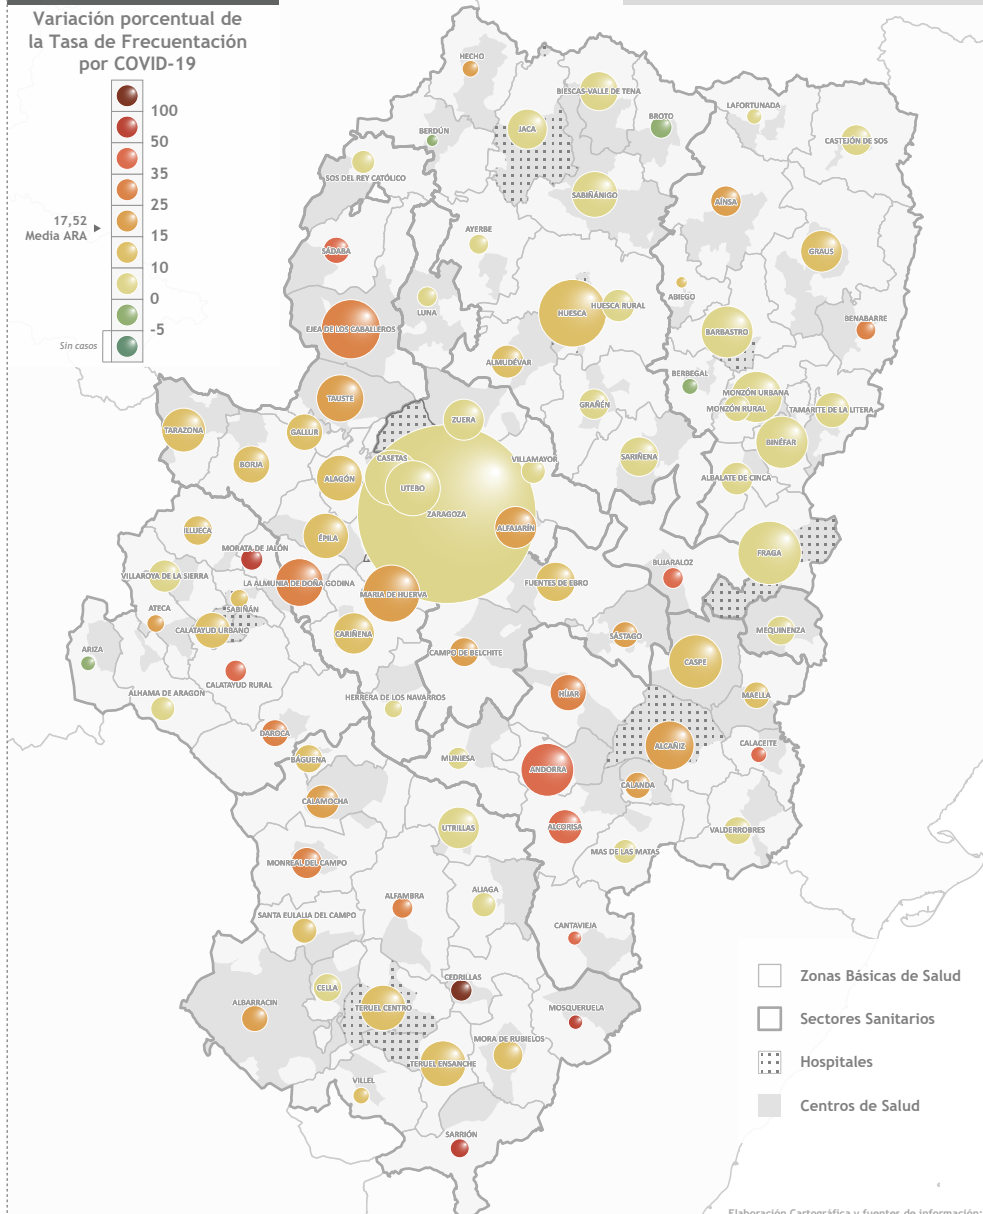 Variación porcentual de
la Tasa de Frecuentación
por COVID-19
100
50
35
25
17,52
Media ARA
15
10
0
-5
Sin casos
HECHO
BIESCAS-VALLE DE TENA
LAFORTUNADA
BROTO
JACA
BERDÚN
CASTEJÓN DE SOS
SOS DEL REY CATÓLICO
SABIÑÁNIGO
AÍNSA
AYERBE
SÁDABA
GRAUS
ABIEGO
HUESCA RURAL
LUNA
HUESCA
BENABARRE
EJEA DE LOS CABALLEROS
BARBASTRO
ALMUDÉVAR
BERBEGAL
MONZÓN URBANA
TAUSTE
GRAÑÉN
MONZÓN RURAL
TAMARITE DE LA LITERA
ZUERA
TARAZONA
GALLUR
BINÉFAR
CASETAS
VILLAMAYOR
SARIÑENA
BORJA
ALAGÓN
ALBALATE DE CINCA
UTEBO
ZARAGOZA
ALFAJARÍN
ILLUECA
ÉPILA
MORATA DE JALÓN
FRAGA
BUJARALOZ
VILLAROYA DE LA SIERRA
LA ALMUNIA DE DOÑA GODINA
FUENTES DE EBRO
MARIA DE HUERVA
ATECA
SABIÑÁN
CALATAYUD URBANO
CARIÑENA
SÁSTAGO
MEQUINENZA
ARIZA
CAMPO DE BELCHITE
CASPE
CALATAYUD RURAL
ALHAMA DE ARAGÓN
HERRERA DE LOS NAVARROS
HÍJAR
MAELLA
DAROCA
ALCAÑIZ
CALACEITE
BÁGUENA
MUNIESA
ANDORRA
CALANDA
CALAMOCHA
UTRILLAS
ALCORISA
VALDERROBRES
MAS DE LAS MATAS
MONREAL DEL CAMPO
ALFAMBRA
ALIAGA
SANTA EULALIA DEL CAMPO
CANTAVIEJA
CEDRILLAS
CELLA
ALBARRACIN
TERUEL CENTRO
MOSQUERUELA
MORA DE RUBIELOS
TERUEL ENSANCHE
VILLEL
SARRIÓN
Zonas Básicas de Salud
Sectores Sanitarios
Hospitales
Centros de Salud
Elaboración Cartográfica y fuentes de información: